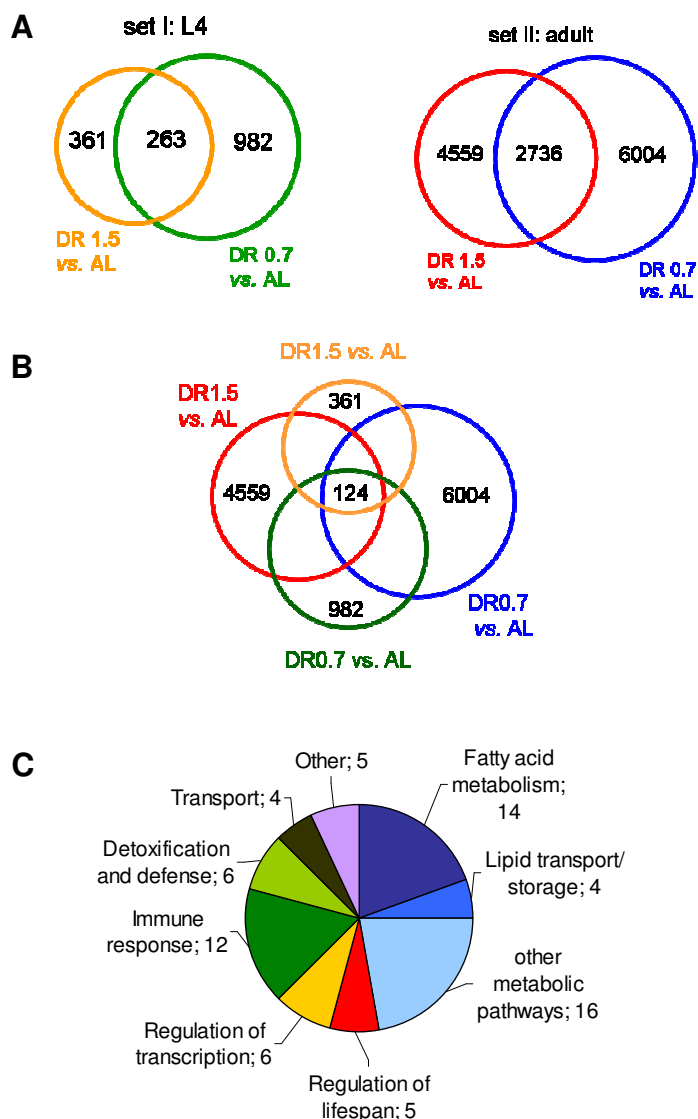 A
set I: L4
361
263
982
DR 1.5
vs. AL
DR 0.7
vs. AL
set II: adult
4559
2736
6004
DR 1.5
vs. AL
DR 0.7
vs. AL
B
DR1.5 vs. AL
DR1.5
vs. AL
361
4559
124
6004
982
DR0.7
vs. AL
DR0.7 vs. AL
C
Other; 5
Fatty acid
metabolism;
14
Transport; 4
Lipid transport/
storage; 4
Detoxification
and defense; 6
Immune
response; 12
other
metabolic
pathways; 16
Regulation of
transcription; 6
Regulation of
lifespan; 5